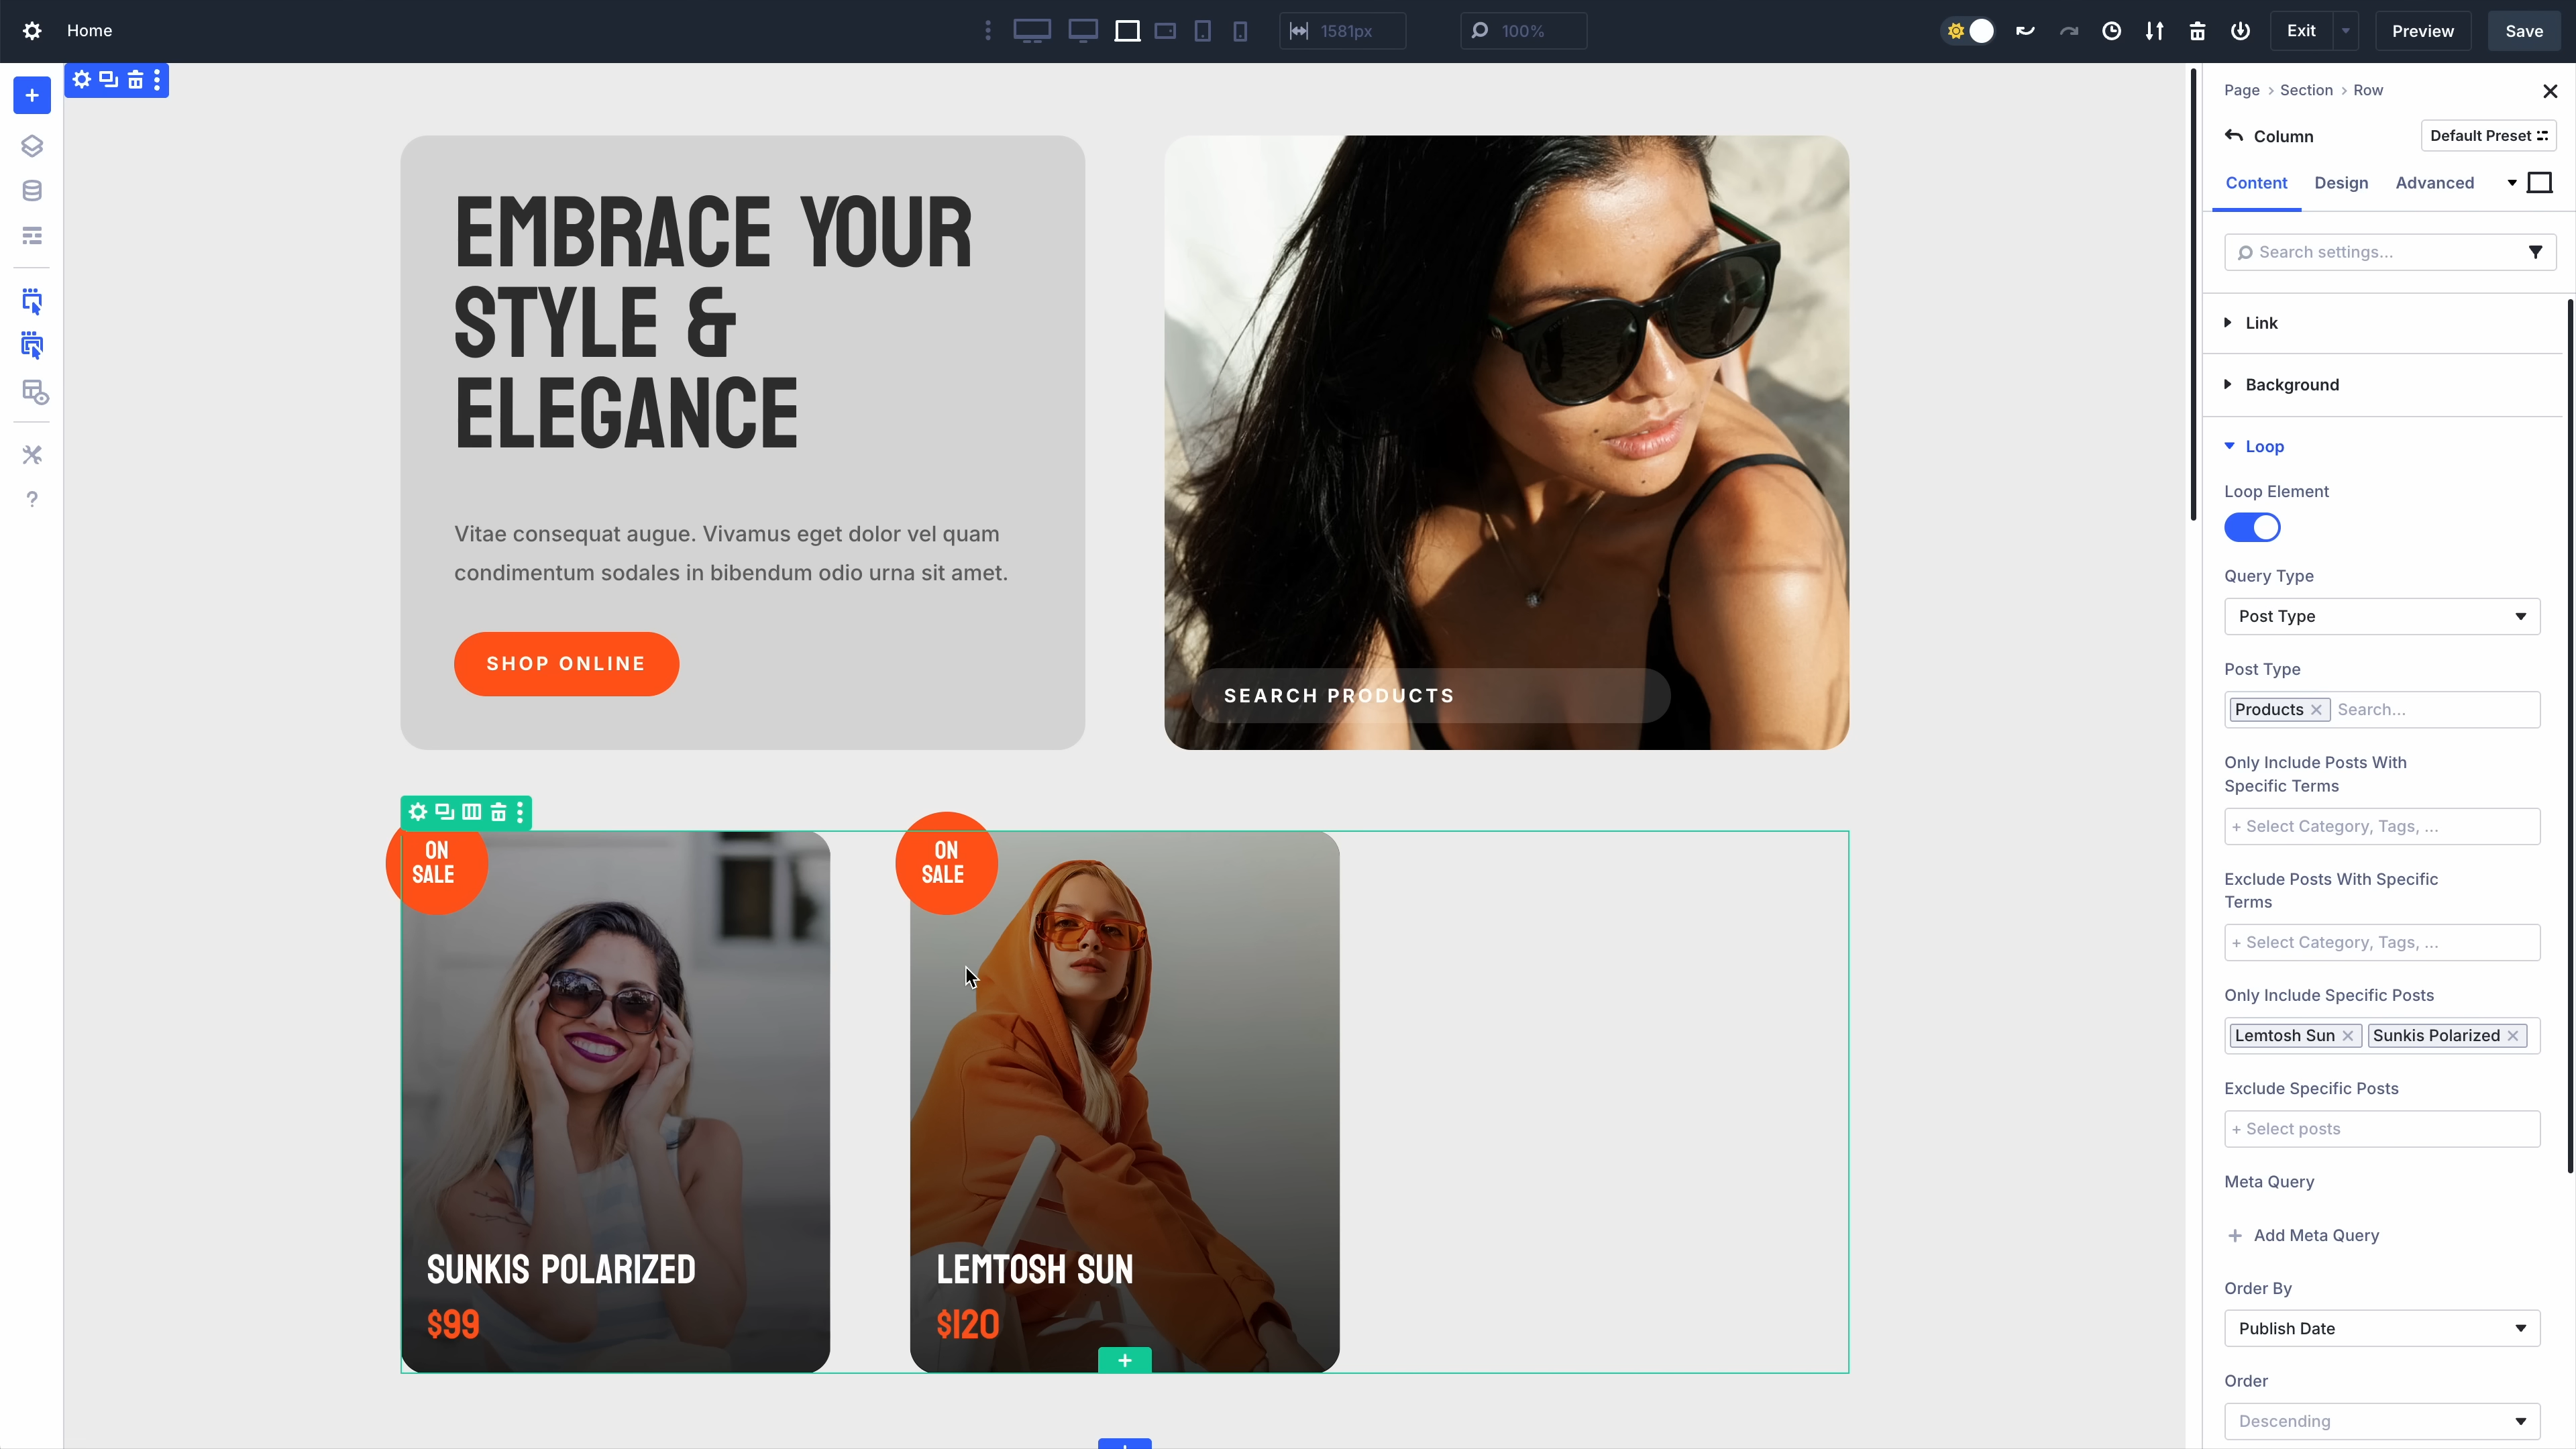 Home
1581px
100%
Exit
Preview
Save
EMBRACE YOUR
STYLE &
ELEGANCE
Vitae consequat augue. Vivamus eget dolor vel quam
condimentum sodales in bibendum odio urna sit amet.
SHOP ONLINE
SEARCH PRODUCTS
ON
SALE
SUNKIS POLARIZED
$99
ON
SALE
LEMTOSH SUN
$120
Page > Section > Row
Column
Default Preset
Content
Design
Advanced
Search settings...
Link
Background
Loop
Loop Element
Query Type
Post Type
Post Type
Products
Search...
Only Include Posts With
Specific Terms
+ Select Category, Tags, ...
Exclude Posts With Specific
Terms
+ Select Category, Tags, ...
Only Include Specific Posts
Lemtosh Sun
Sunkis Polarized
Exclude Specific Posts
+ Select posts
Meta Query
+ Add Meta Query
Order By
Publish Date
Order
Descending